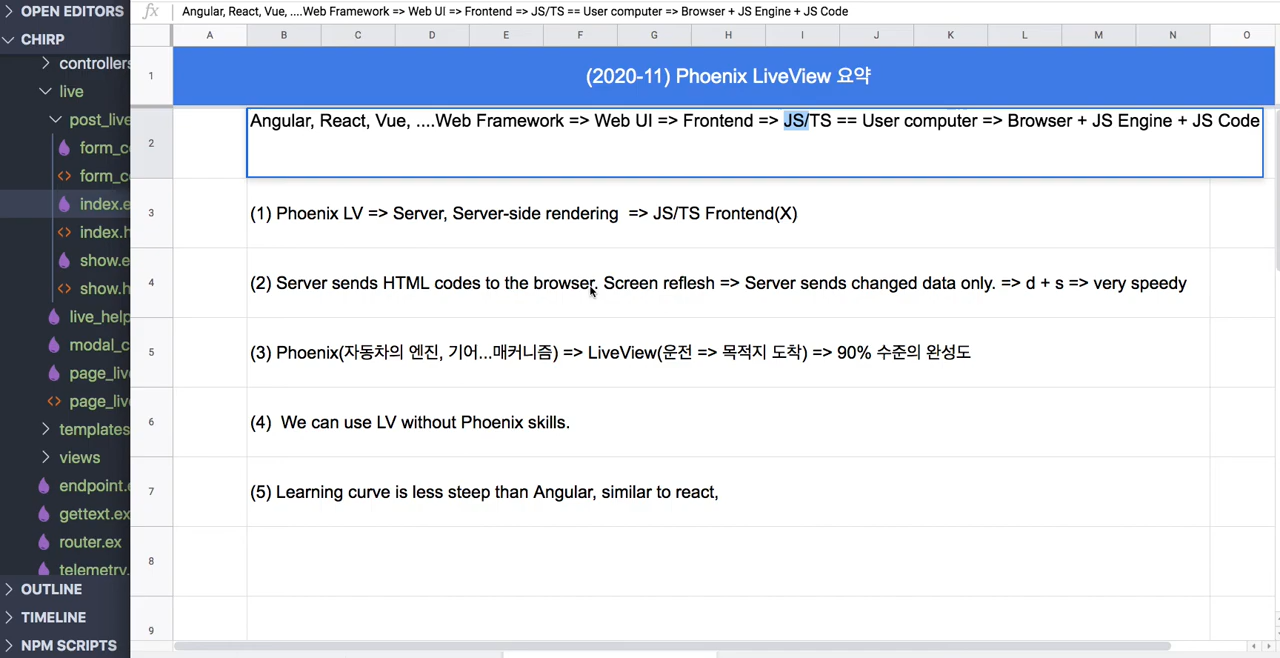 OPEN EDITORS
CHIRP
controllers
live
post_live
form_c
form_c
index.e
index.h
show.e
show.h
live_help
modal_c
page_live
page_live
templates
views
endpoint.e
gettext.ex
router.ex
telemetry.
OUTLINE
TIMELINE
NPM SCRIPTS
fx Angular, React, Vue, ....Web Framework => Web UI => Frontend => JS/TS == User computer => Browser + JS Engine + JS Code
A B C D E F G H I J K L M N O
1 (2020-11) Phoenix LiveView 요약
2 Angular, React, Vue, ....Web Framework => Web UI => Frontend => JS/TS == User computer => Browser + JS Engine + JS Code
3 (1) Phoenix LV => Server, Server-side rendering => JS/TS Frontend(X)
4 (2) Server sends HTML codes to the browser. Screen reflesh => Server sends changed data only. => d + s => very speedy
5 (3) Phoenix(자동차의 엔진, 기어...매커니즘) => LiveView(운전 => 목적지 도착) => 90% 수준의 완성도
6 (4) We can use LV without Phoenix skills.
7 (5) Learning curve is less steep than Angular, similar to react,
8
9